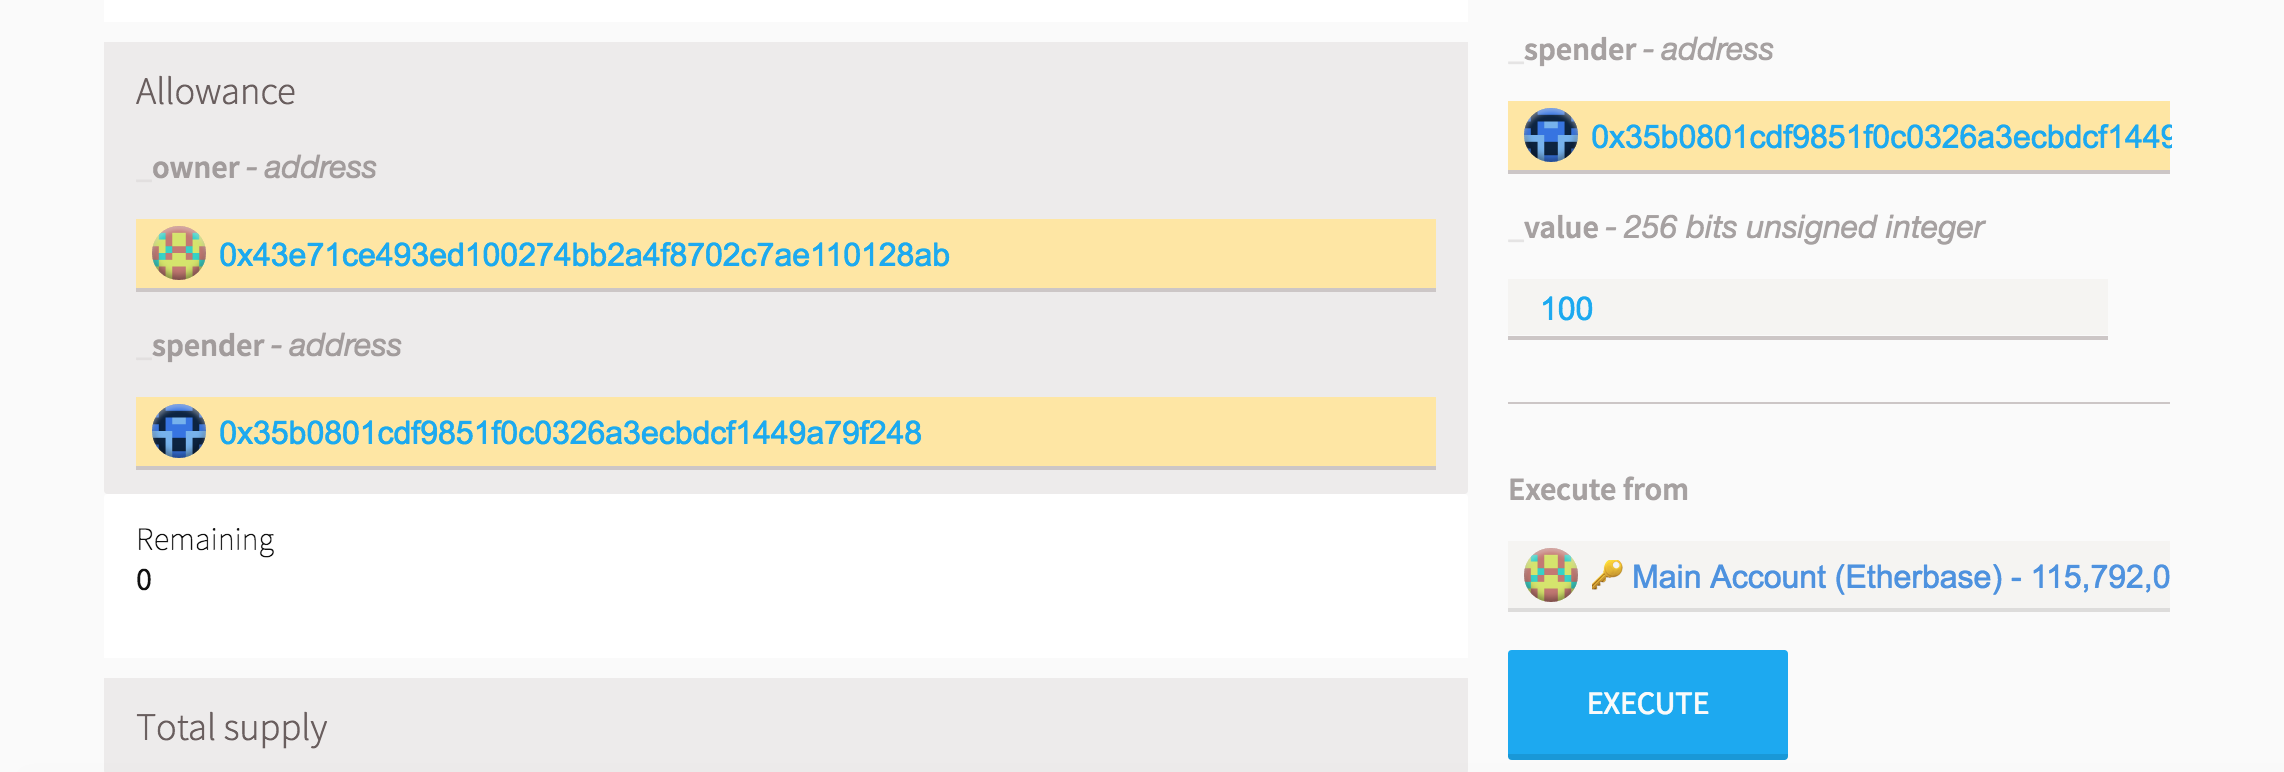 Allowance
_owner - address
0x43e71ce493ed100274bb2a4f8702c7ae110128ab
_spender - address
0x35b0801cdf9851f0c0326a3ecbdcf1449a79f248
Remaining
0
Total supply
_spender - address
0x35b0801cdf9851f0c0326a3ecbdcf1449
_value - 256 bits unsigned integer
100
Execute from
Main Account (Etherbase) - 115,792,0
EXECUTE